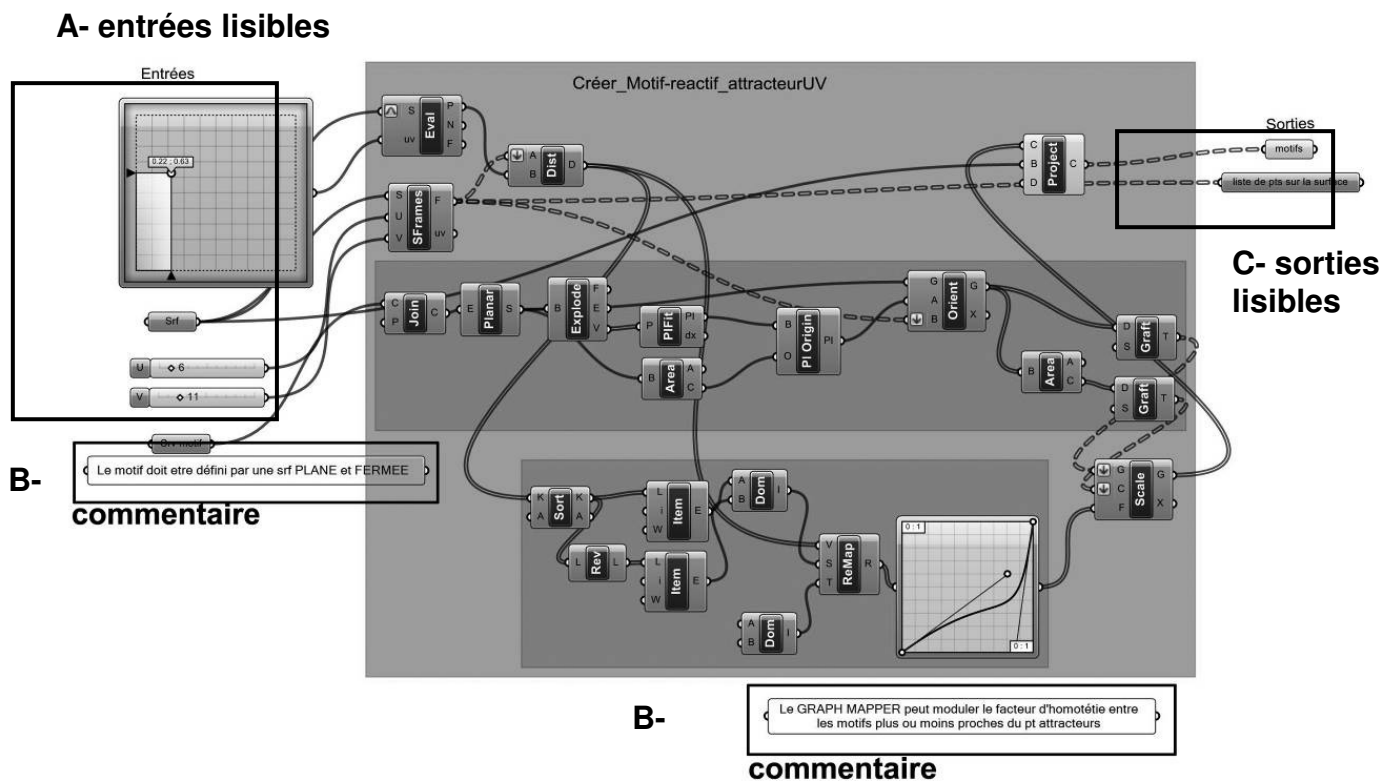 A- entrées lisibles
Entrées
Créer_Motif-reactif_attracteurUV
0.22 ; 0.63
S
uv
Eval
P
N
F
A
B
Dist
D
S
U
V
SFrames
F
uv
C
B
D
Project
C
Sorties
motifs
liste de pts sur la surface
C- sorties
lisibles
Srf
U
6
V
11
Crv motif
C
P
Join
C
E
Planar
S
B
Explode
F
E
V
P
PlFit
Pl
dx
B
Area
A
C
B
O
Pl Origin
Pl
G
A
B
Orient
G
X
B
Area
A
C
D
S
Graft
T
D
S
Graft
T
B-
Le motif doit etre défini par une srf PLANE et FERMEE
commentaire
K
A
Sort
K
A
L
Rev
L
L
i
W
Item
E
L
i
W
Item
E
A
B
Dom
I
A
B
Dom
I
V
S
T
ReMap
R
0 : 1
0 : 1
G
C
F
Scale
G
X
B-
Le GRAPH MAPPER peut moduler le facteur d'homotétie entre
les motifs plus ou moins proches du pt attracteurs
commentaire